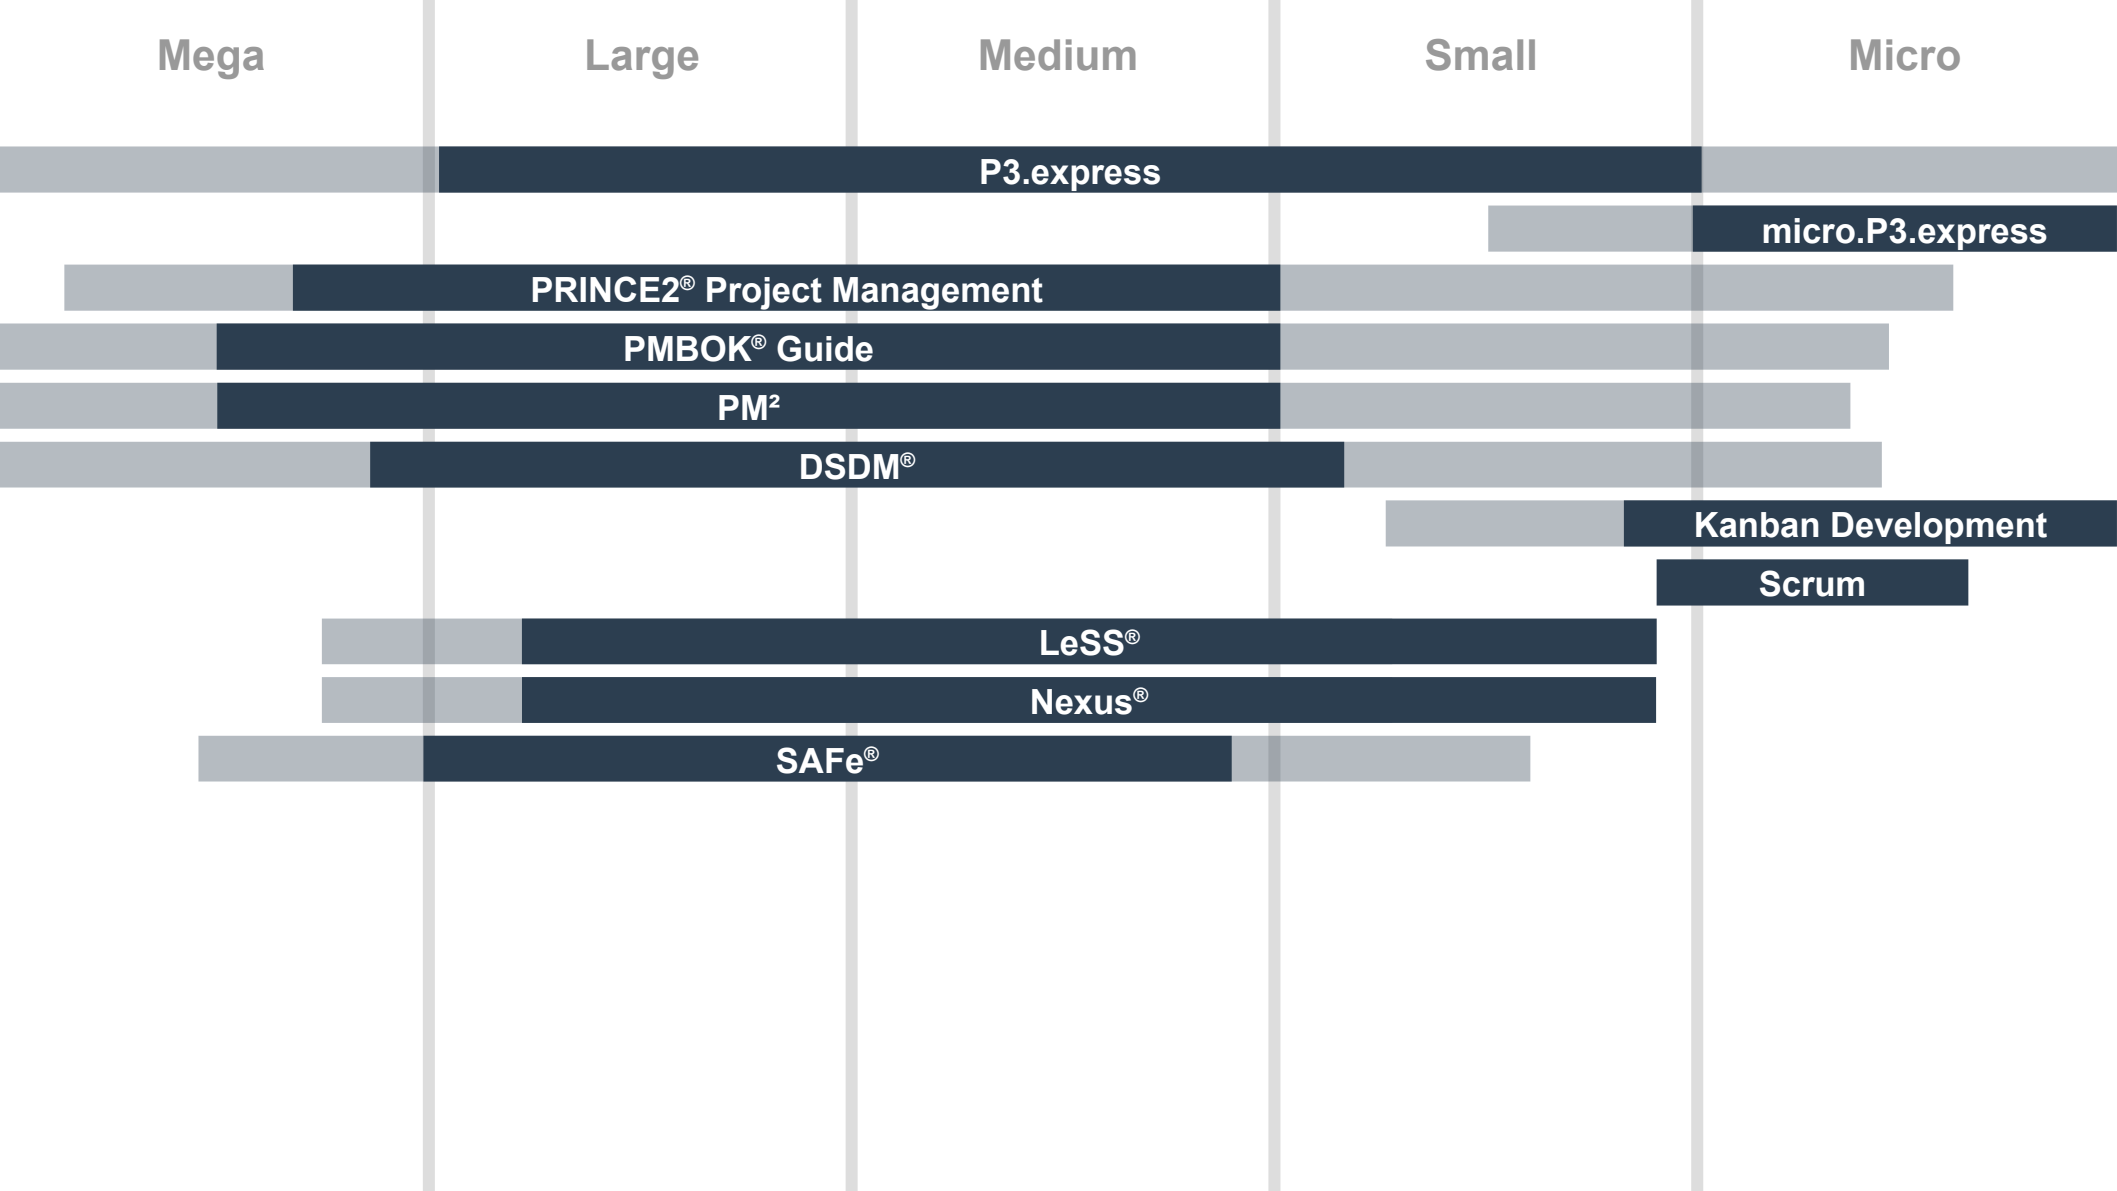 Mega Large Medium Small Micro
P3.express
micro.P3.express
PRINCE2® Project Management
PMBOK® Guide
PM²
DSDM®
Kanban Development
Scrum
LeSS®
Nexus®
SAFe®